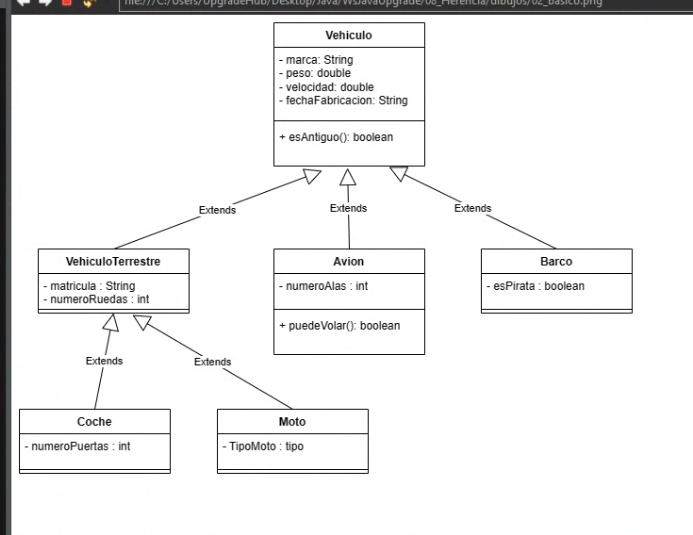 file:///C:/Users/UpgradeHub/Desktop/Java/WsJavaUpgrade/08_Herencia/dibujos/02_basico.png
Vehiculo
- marca: String
- peso: double
- velocidad: double
- fechaFabricacion: String
+ esAntiguo(): boolean
Extends
Extends
Extends
VehiculoTerrestre
- matricula : String
- numeroRuedas : int
Avion
- numeroAlas : int
+ puedeVolar(): boolean
Barco
- esPirata : boolean
Extends
Extends
Coche
- numeroPuertas : int
Moto
- TipoMoto : tipo